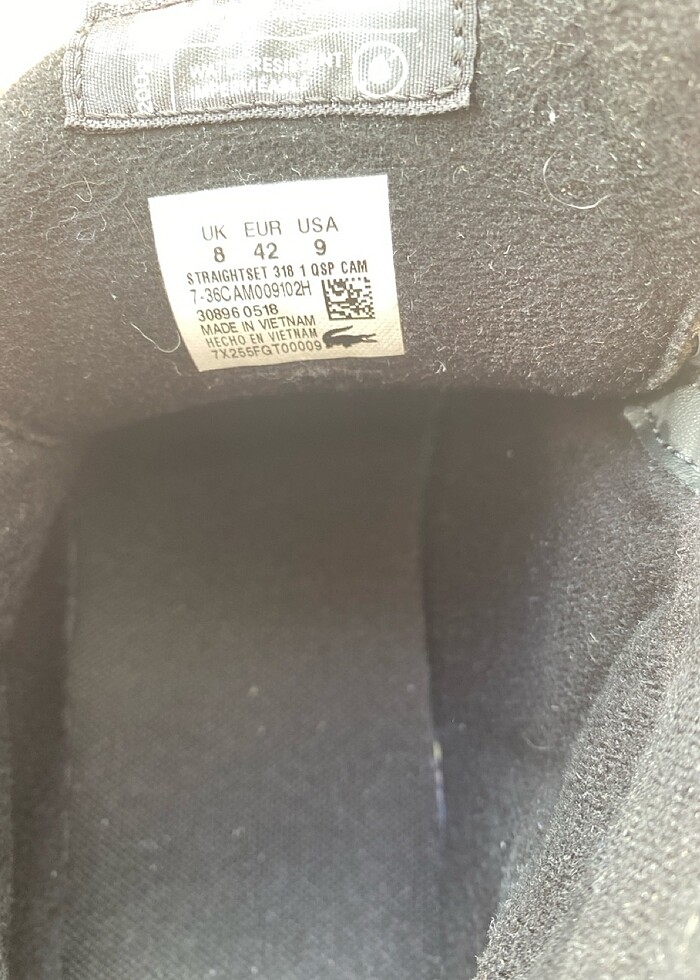 200g
WATER RESISTANT
UK EUR USA
8 42 9
STRAIGHTSET 318 1 QSP CAM
7-36CAM009102H
30896 0518
MADE IN VIETNAM
HECHO EN VIETNAM
7X255FGT00009